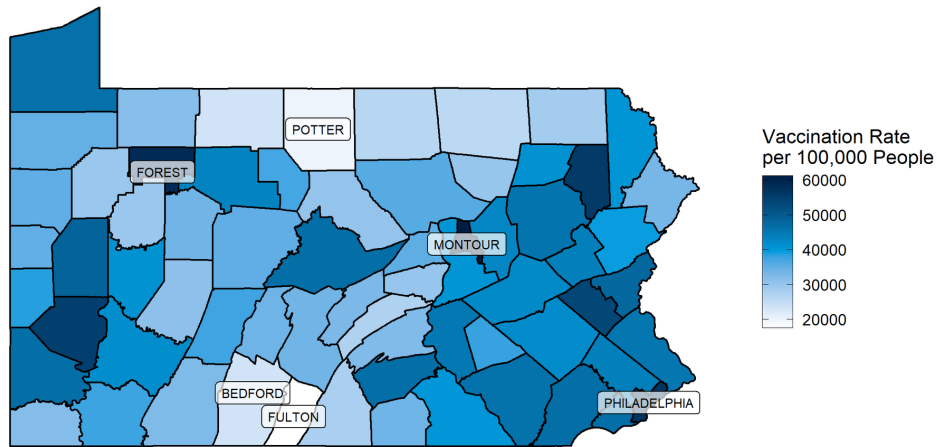 POTTER
FOREST
MONTOUR
BEDFORD
FULTON
PHILADELPHIA
Vaccination Rate
per 100,000 People
60000
50000
40000
30000
20000